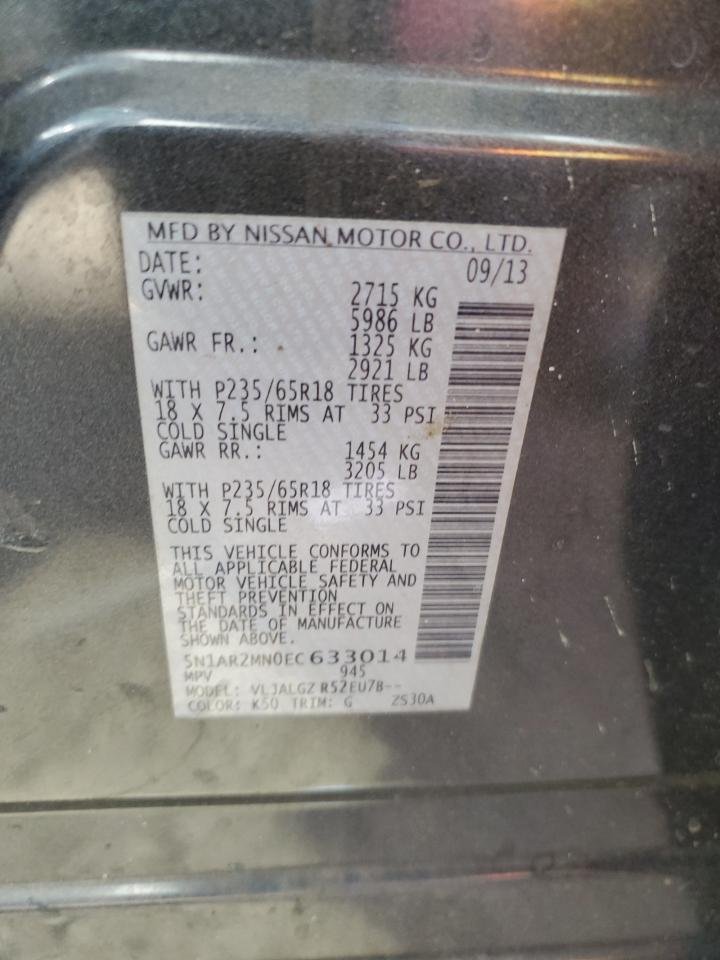 MFD BY NISSAN MOTOR CO., LTD.
DATE: 09/13
GVWR: 2715 KG
5986 LB
GAWR FR.: 1325 KG
2921 LB
WITH P235/65R18 TIRES
18 X 7.5 RIMS AT 33 PSI
COLD SINGLE
GAWR RR.: 1454 KG
3205 LB
WITH P235/65R18 TIRES
18 X 7.5 RIMS AT 33 PSI
COLD SINGLE
THIS VEHICLE CONFORMS TO
ALL APPLICABLE FEDERAL
MOTOR VEHICLE SAFETY AND
THEFT PREVENTION
STANDARDS IN EFFECT ON
THE DATE OF MANUFACTURE
SHOWN ABOVE.
5N1AR2MN0EC633014
MPV 945
MODEL: VLJALGZ R52EU7B--
COLOR: K50 TRIM: G ZS30A